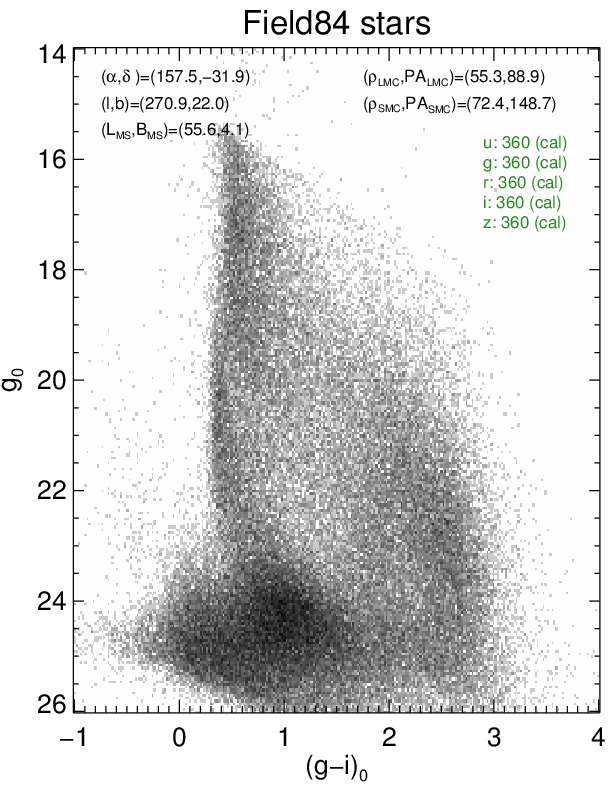 Field84 stars
(α,δ )=(157.5,−31.9)
(ρLMC,PALMC)=(55.3,88.9)
(l,b)=(270.9,22.0)
(ρSMC,PASMC)=(72.4,148.7)
(LMS,BMS)=(55.6,4.1)
u: 360 (cal)
g: 360 (cal)
r: 360 (cal)
i: 360 (cal)
z: 360 (cal)
14
16
18
20
22
24
26
g0
−1 0 1 2 3 4
(g−i)0